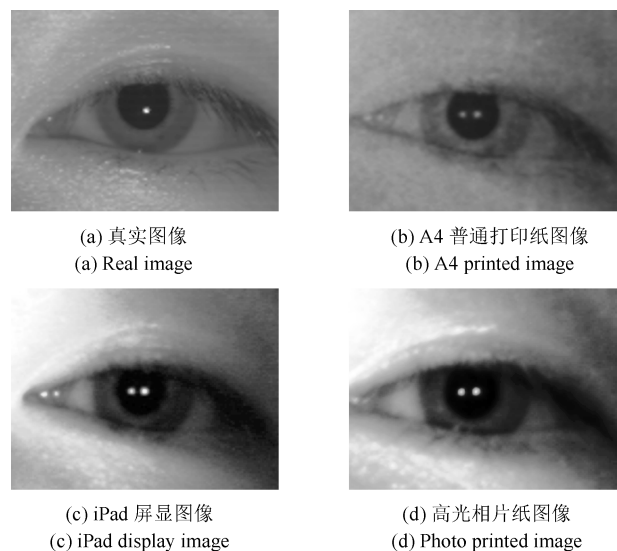 (a) 真实图像
(a) Real image
(b) A4 普通打印纸图像
(b) A4 printed image
(c) iPad 屏显图像
(c) iPad display image
(d) 高光相片纸图像
(d) Photo printed image